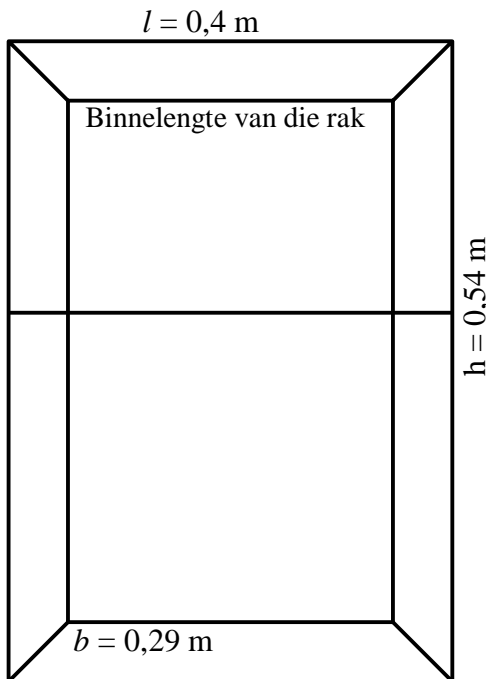 l = 0,4 m
Binnelengte van die rak
h = 0,54 m
b = 0,29 m